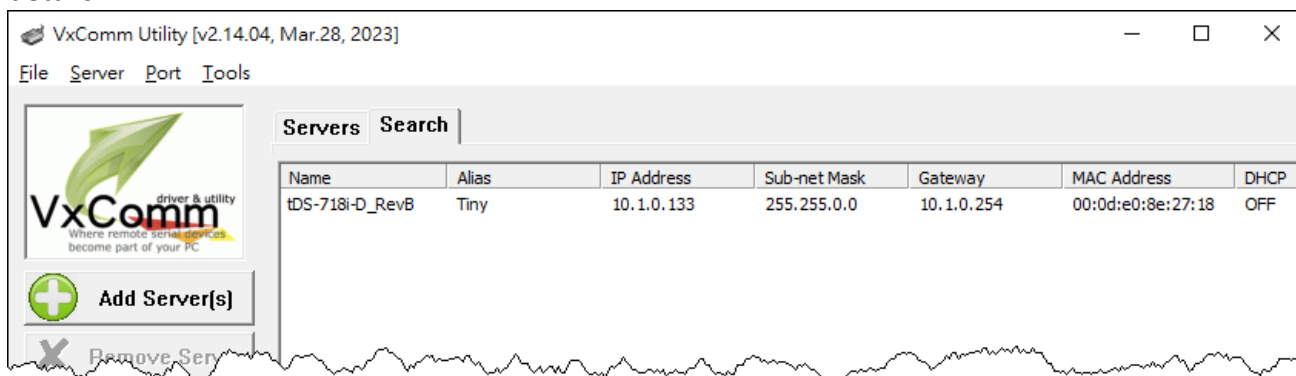 VxComm Utility [v2.14.04, Mar.28, 2023]
File Server Port Tools
Servers Search
Name Alias IP Address Sub-net Mask Gateway MAC Address DHCP
tDS-718i-D_RevB Tiny 10.1.0.133 255.255.0.0 10.1.0.254 00:0d:e0:8e:27:18 OFF
driver & utility
VxComm
Where remote serial devices
become part of your PC
Add Server(s)
Remove Serv